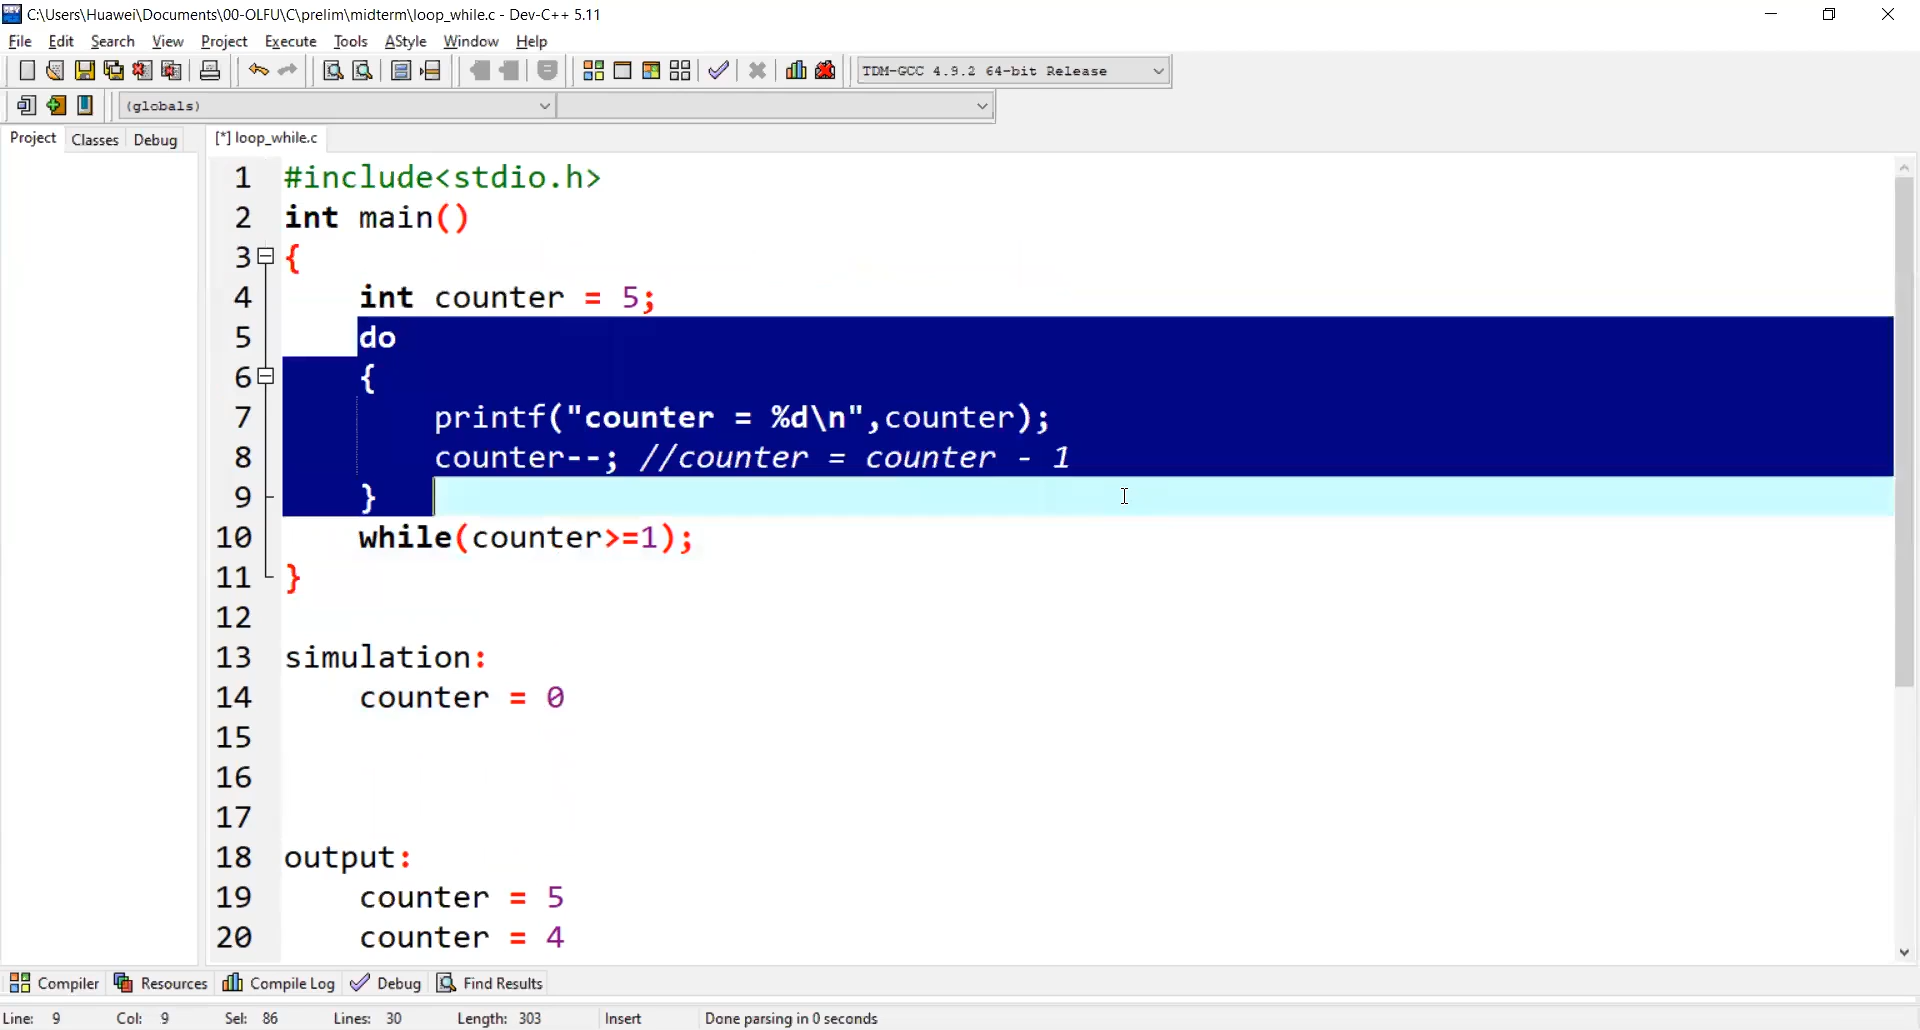 C:\Users\Huawei\Documents\00-OLFU\C\prelim\midterm\loop_while.c - Dev-C++ 5.11
File Edit Search View Project Execute Tools AStyle Window Help
TDM-GCC 4.9.2 64-bit Release
(globals)
Project Classes Debug [*] loop_while.c
1 #include<stdio.h>
2 int main()
3 {
4 int counter = 5;
5 do
6 {
7 printf("counter = %d\n",counter);
8 counter--; //counter = counter - 1
9 }
10 while(counter>=1);
11 }
12
13 simulation:
14 counter = 0
15
16
17
18 output:
19 counter = 5
20 counter = 4
Compiler Resources Compile Log Debug Find Results
Line: 9 Col: 9 Sel: 86 Lines: 30 Length: 303 Insert Done parsing in 0 seconds